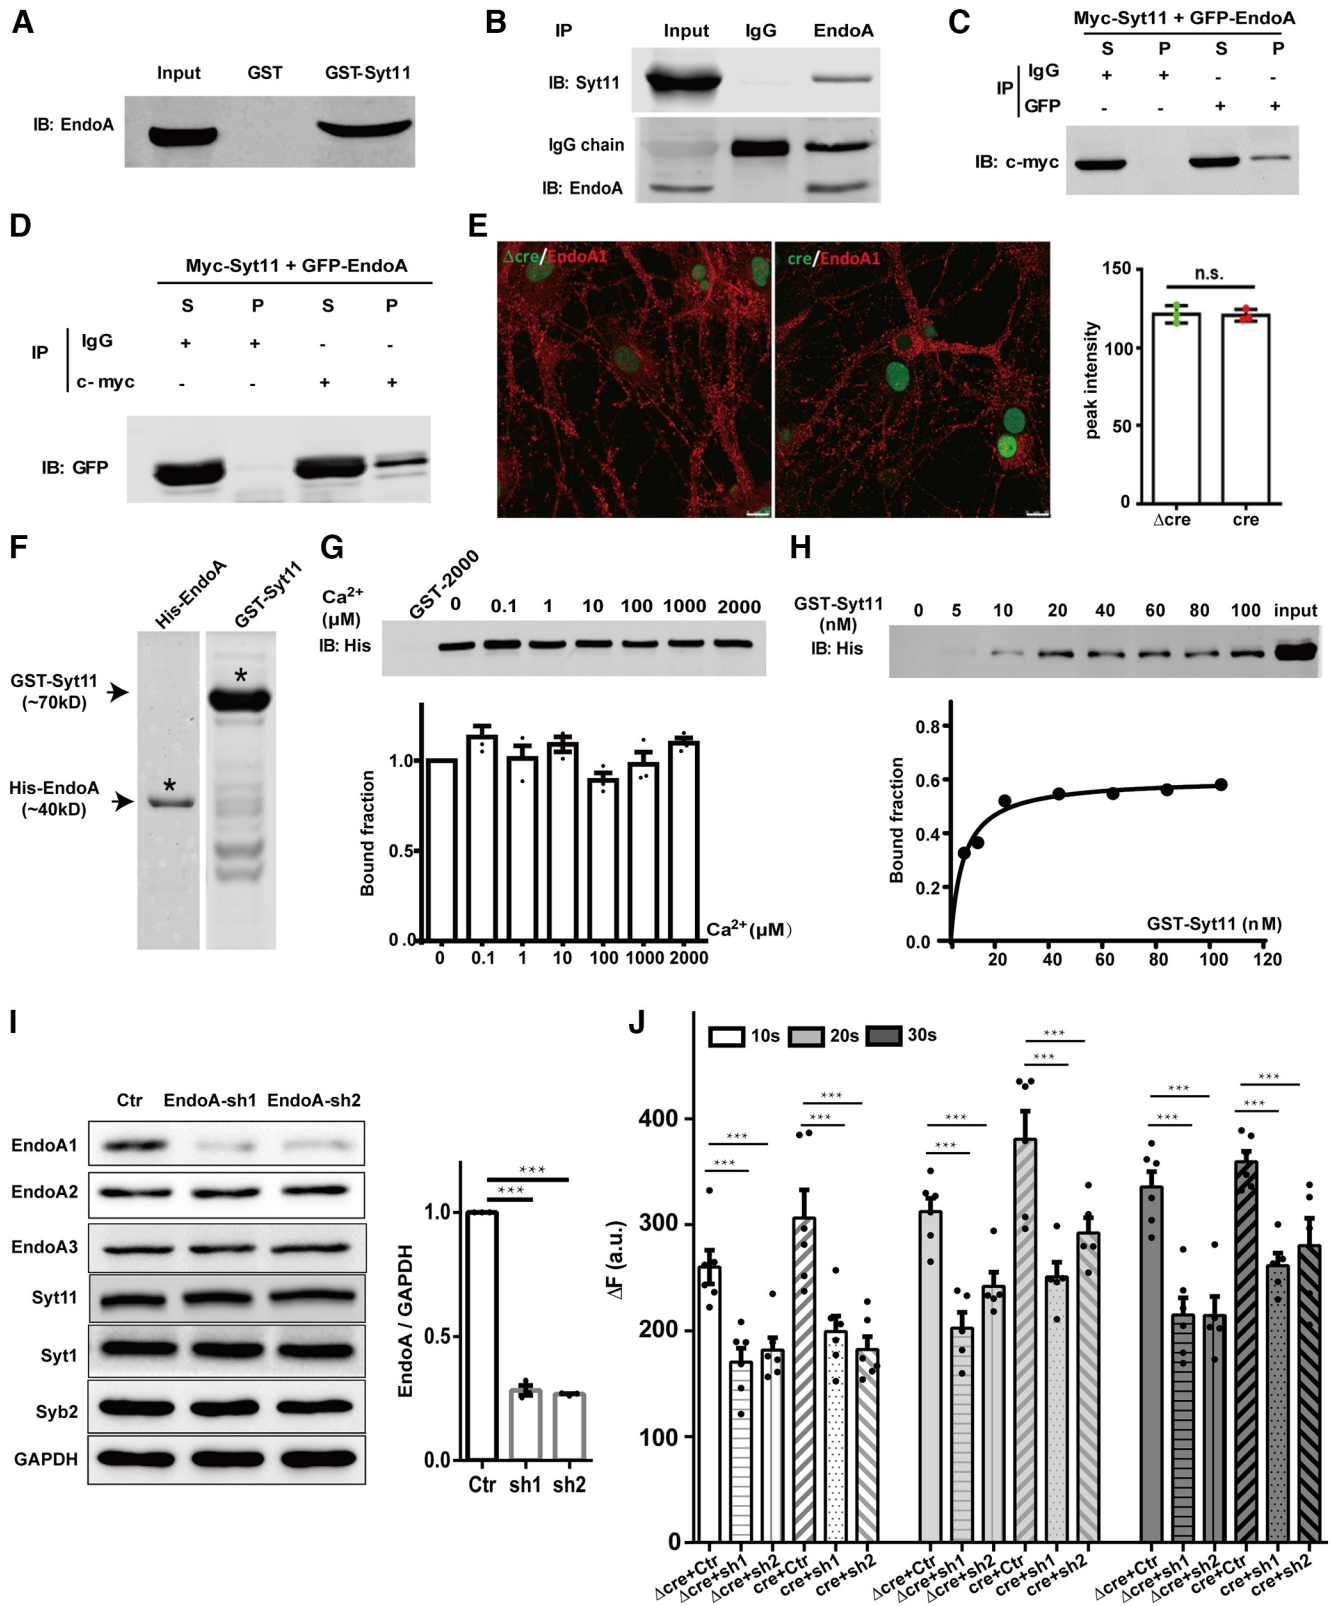 A
Input GST GST-Syt11
IB: EndoA
B
IP Input IgG EndoA
IB: Syt11
IgG chain
IB: EndoA
C
Myc-Syt11 + GFP-EndoA
S P S P
IP
IgG + + - -
GFP - - + +
IB: c-myc
D
Myc-Syt11 + GFP-EndoA
S P S P
IP
IgG + + - -
c-myc - - + +
IB: GFP
E
Δcre/EndoA1
cre/EndoA1
n.s.
peak intensity
150
100
50
0
Δcre cre
F
His-EndoA
GST-Syt11
GST-Syt11
(~70kD)
*
His-EndoA
(~40kD)
*
G
Ca²⁺
(μM)
GST-2000 0 0.1 1 10 100 1000 2000
IB: His
Bound fraction
1.0
0.5
0.0
0 0.1 1 10 100 1000 2000
Ca²⁺(μM)
H
GST-Syt11
(nM)
0 5 10 20 40 60 80 100 input
IB: His
Bound fraction
0.8
0.6
0.4
0.2
0.0
GST-Syt11 (nM)
20 40 60 80 100 120
I
Ctr EndoA-sh1 EndoA-sh2
EndoA1
EndoA2
EndoA3
Syt11
Syt1
Syb2
GAPDH
EndoA / GAPDH
***
***
1.0
0.5
0.0
Ctr sh1 sh2
J
10s 20s 30s
ΔF (a.u.)
400
300
200
100
0
***
***
***
***
***
***
***
***
***
***
***
***
Δcre+Ctr Δcre+sh1 Δcre+sh2 cre+Ctr cre+sh1 cre+sh2
Δcre+Ctr Δcre+sh1 Δcre+sh2 cre+Ctr cre+sh1 cre+sh2
Δcre+Ctr Δcre+sh1 Δcre+sh2 cre+Ctr cre+sh1 cre+sh2